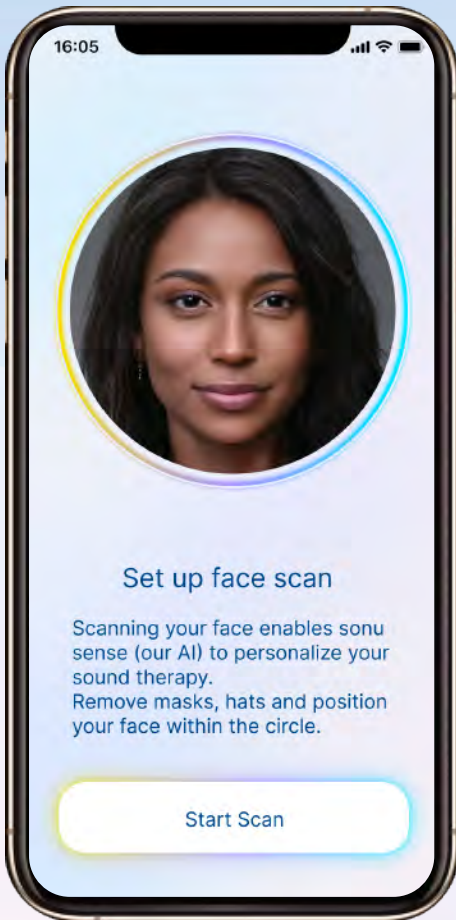 16:05
Set up face scan
Scanning your face enables sonu
sense (our AI) to personalize your
sound therapy.
Remove masks, hats and position
your face within the circle.
Start Scan